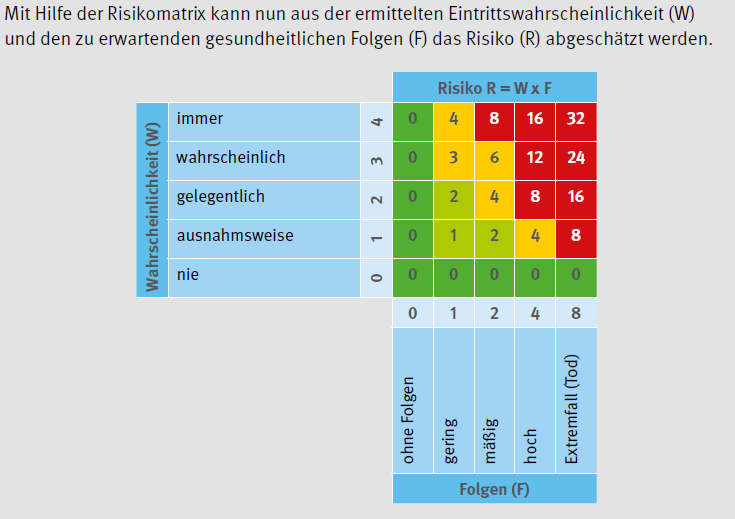 Mit Hilfe der Risikomatrix kann nun aus der ermittelten Eintrittswahrscheinlichkeit (W)
und den zu erwartenden gesundheitlichen Folgen (F) das Risiko (R) abgeschätzt werden.
Risiko R = W x F
Wahrscheinlichkeit (W)
immer 4 0 4 8 16 32
wahrscheinlich 3 0 3 6 12 24
gelegentlich 2 0 2 4 8 16
ausnahmsweise 1 0 1 2 4 8
nie 0 0 0 0 0 0
0 1 2 4 8
ohne Folgen
gering
mäßig
hoch
Extremfall (Tod)
Folgen (F)